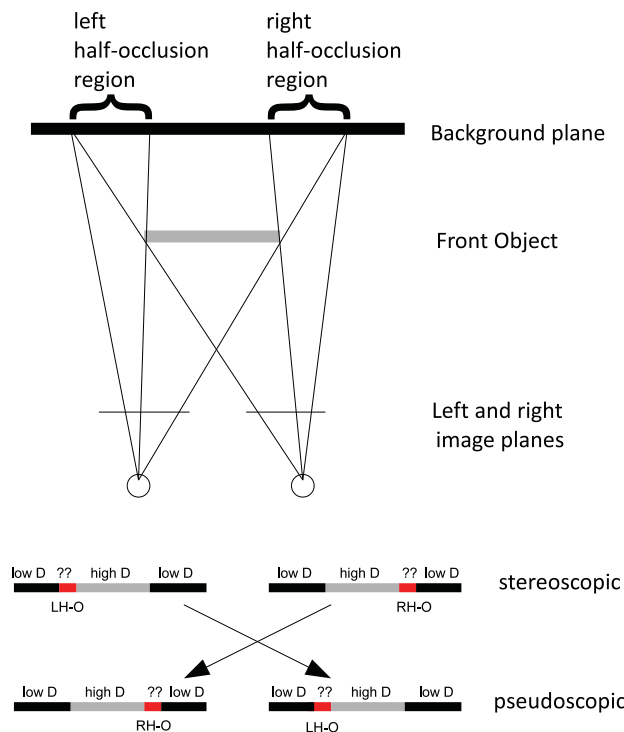 left
half-occlusion
region
right
half-occlusion
region
Background plane
Front Object
Left and right
image planes
low D ?? high D low D
LH-O
low D high D ?? low D
RH-O
stereoscopic
low D high D ?? low D
RH-O
low D ?? high D low D
LH-O
pseudoscopic